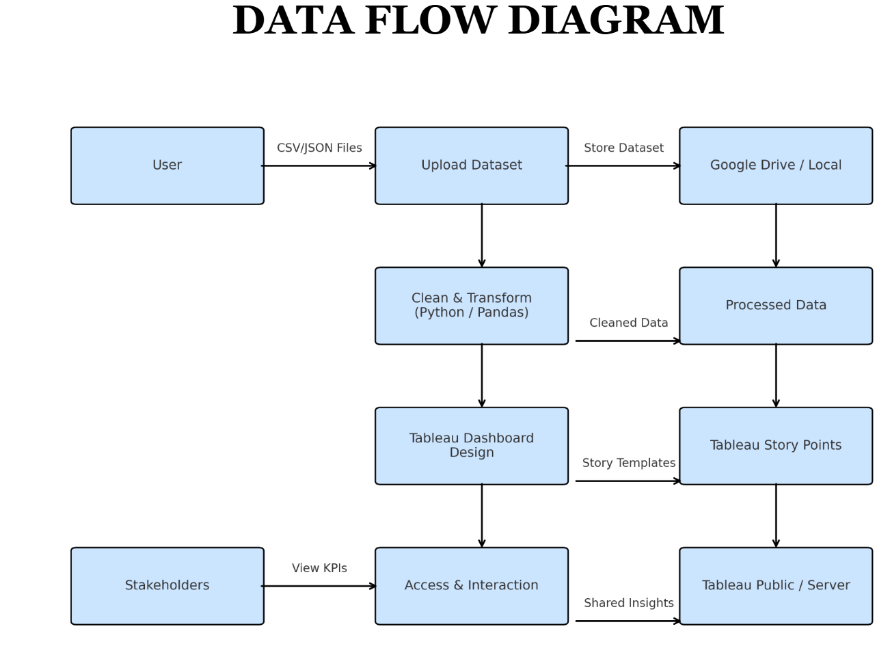 DATA FLOW DIAGRAM
User
CSV/JSON Files
Upload Dataset
Store Dataset
Google Drive / Local
Clean & Transform
(Python / Pandas)
Cleaned Data
Processed Data
Tableau Dashboard
Design
Story Templates
Tableau Story Points
Stakeholders
View KPIs
Access & Interaction
Shared Insights
Tableau Public / Server